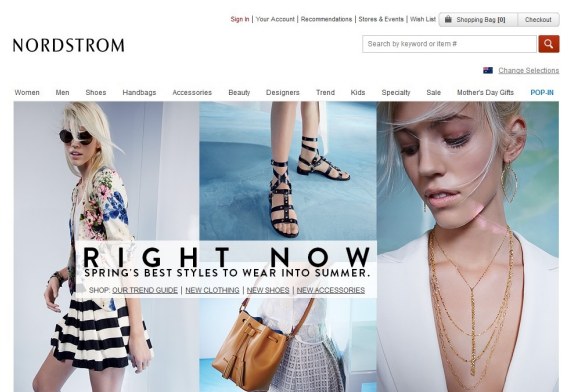 Sign In | Your Account | Recommendations | Stores & Events | Wish List Shopping Bag [0] Checkout
NORDSTROM
Search by keyword or item #
Change Selections
Women Men Shoes Handbags Accessories Beauty Designers Trend Kids Specialty Sale Mother's Day Gifts POP-IN
RIGHT NOW
SPRING'S BEST STYLES TO WEAR INTO SUMMER.
SHOP: OUR TREND GUIDE | NEW CLOTHING | NEW SHOES | NEW ACCESSORIES